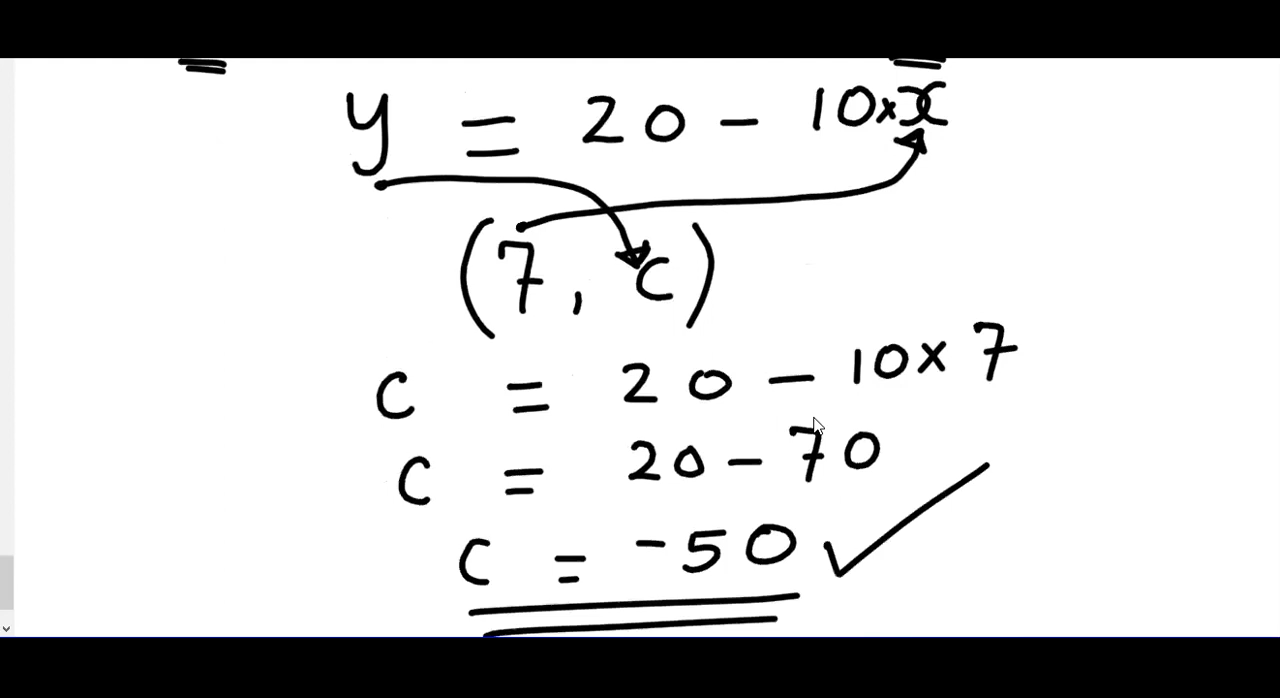 y = 20 - 10×x
(7, c)
c = 20 - 10×7
c = 20 - 70
c = -50